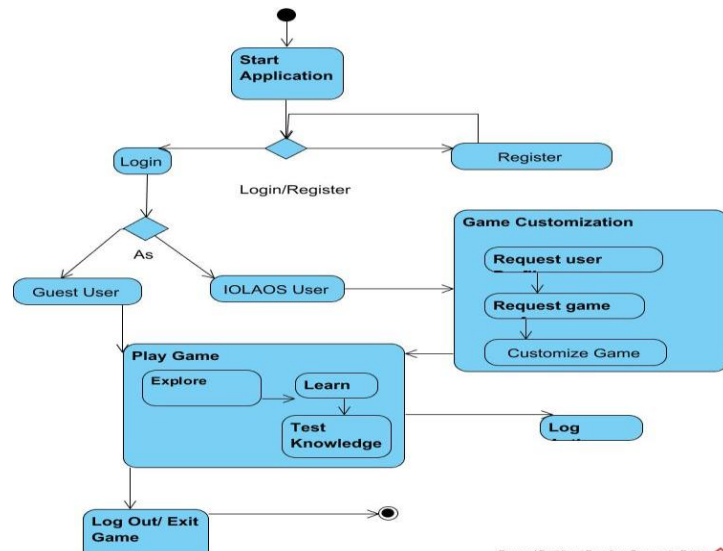 Start
Application
Login
Register
Login/Register
Game Customization
As
Request user
Guest User
IOLAOS User
Request game
Customize Game
Play Game
Explore
Learn
Test
Knowledge
Log
Log Out/ Exit
Game